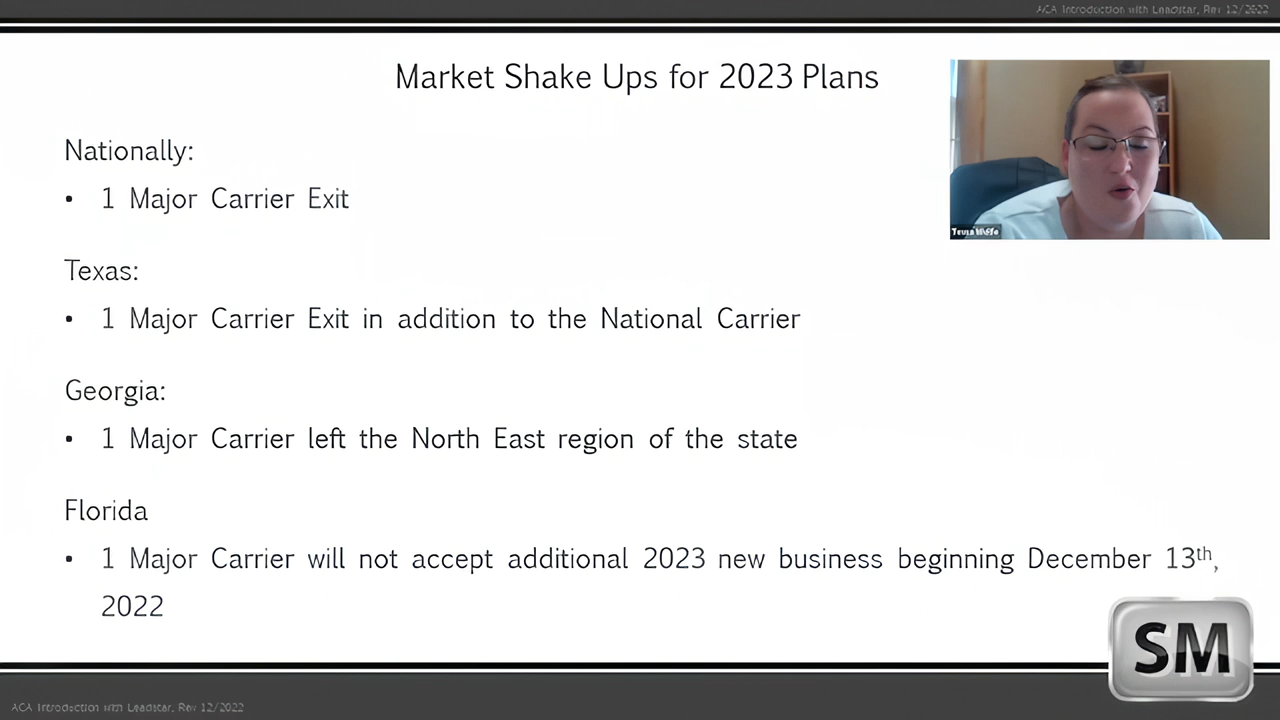 ACA Introduction with Leadstar, Rev 12/2022
Market Shake Ups for 2023 Plans
Nationally:
• 1 Major Carrier Exit
Texas:
• 1 Major Carrier Exit in addition to the National Carrier
Georgia:
• 1 Major Carrier left the North East region of the state
Florida
• 1 Major Carrier will not accept additional 2023 new business beginning December 13th,
2022
SM
ACA Introduction with Leadstar, Rev 12/2022